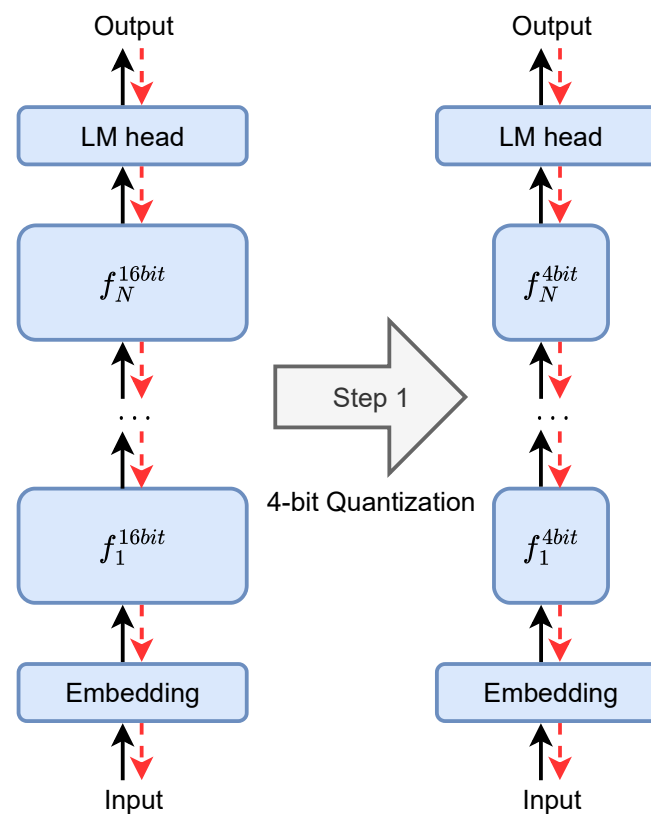 Output
LM head
f_N^{16bit}
. . .
f_1^{16bit}
Embedding
Input
Step 1
4-bit Quantization
Output
LM head
f_N^{4bit}
. . .
f_1^{4bit}
Embedding
Input